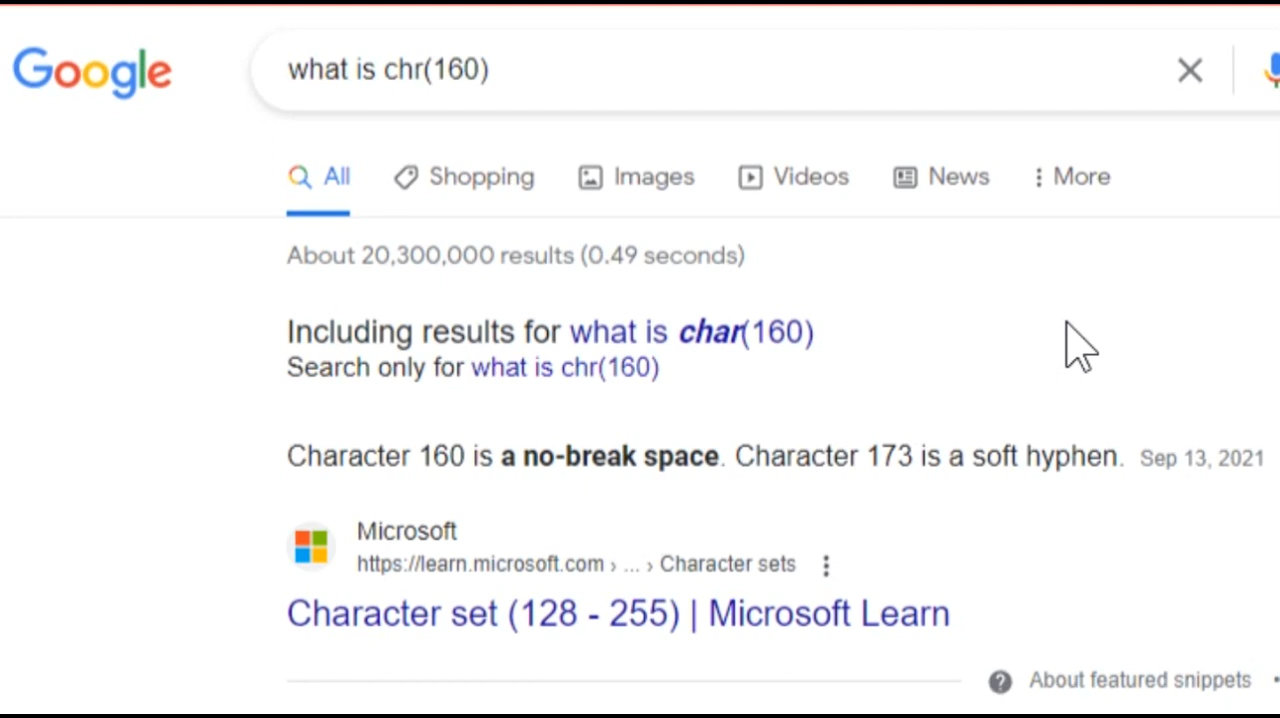 Google
what is chr(160)
All
Shopping
Images
Videos
News
More
About 20,300,000 results (0.49 seconds)
Including results for what is char(160)
Search only for what is chr(160)
Character 160 is a no-break space. Character 173 is a soft hyphen. Sep 13, 2021
Microsoft
https://learn.microsoft.com › ... › Character sets
Character set (128 - 255) | Microsoft Learn
About featured snippets